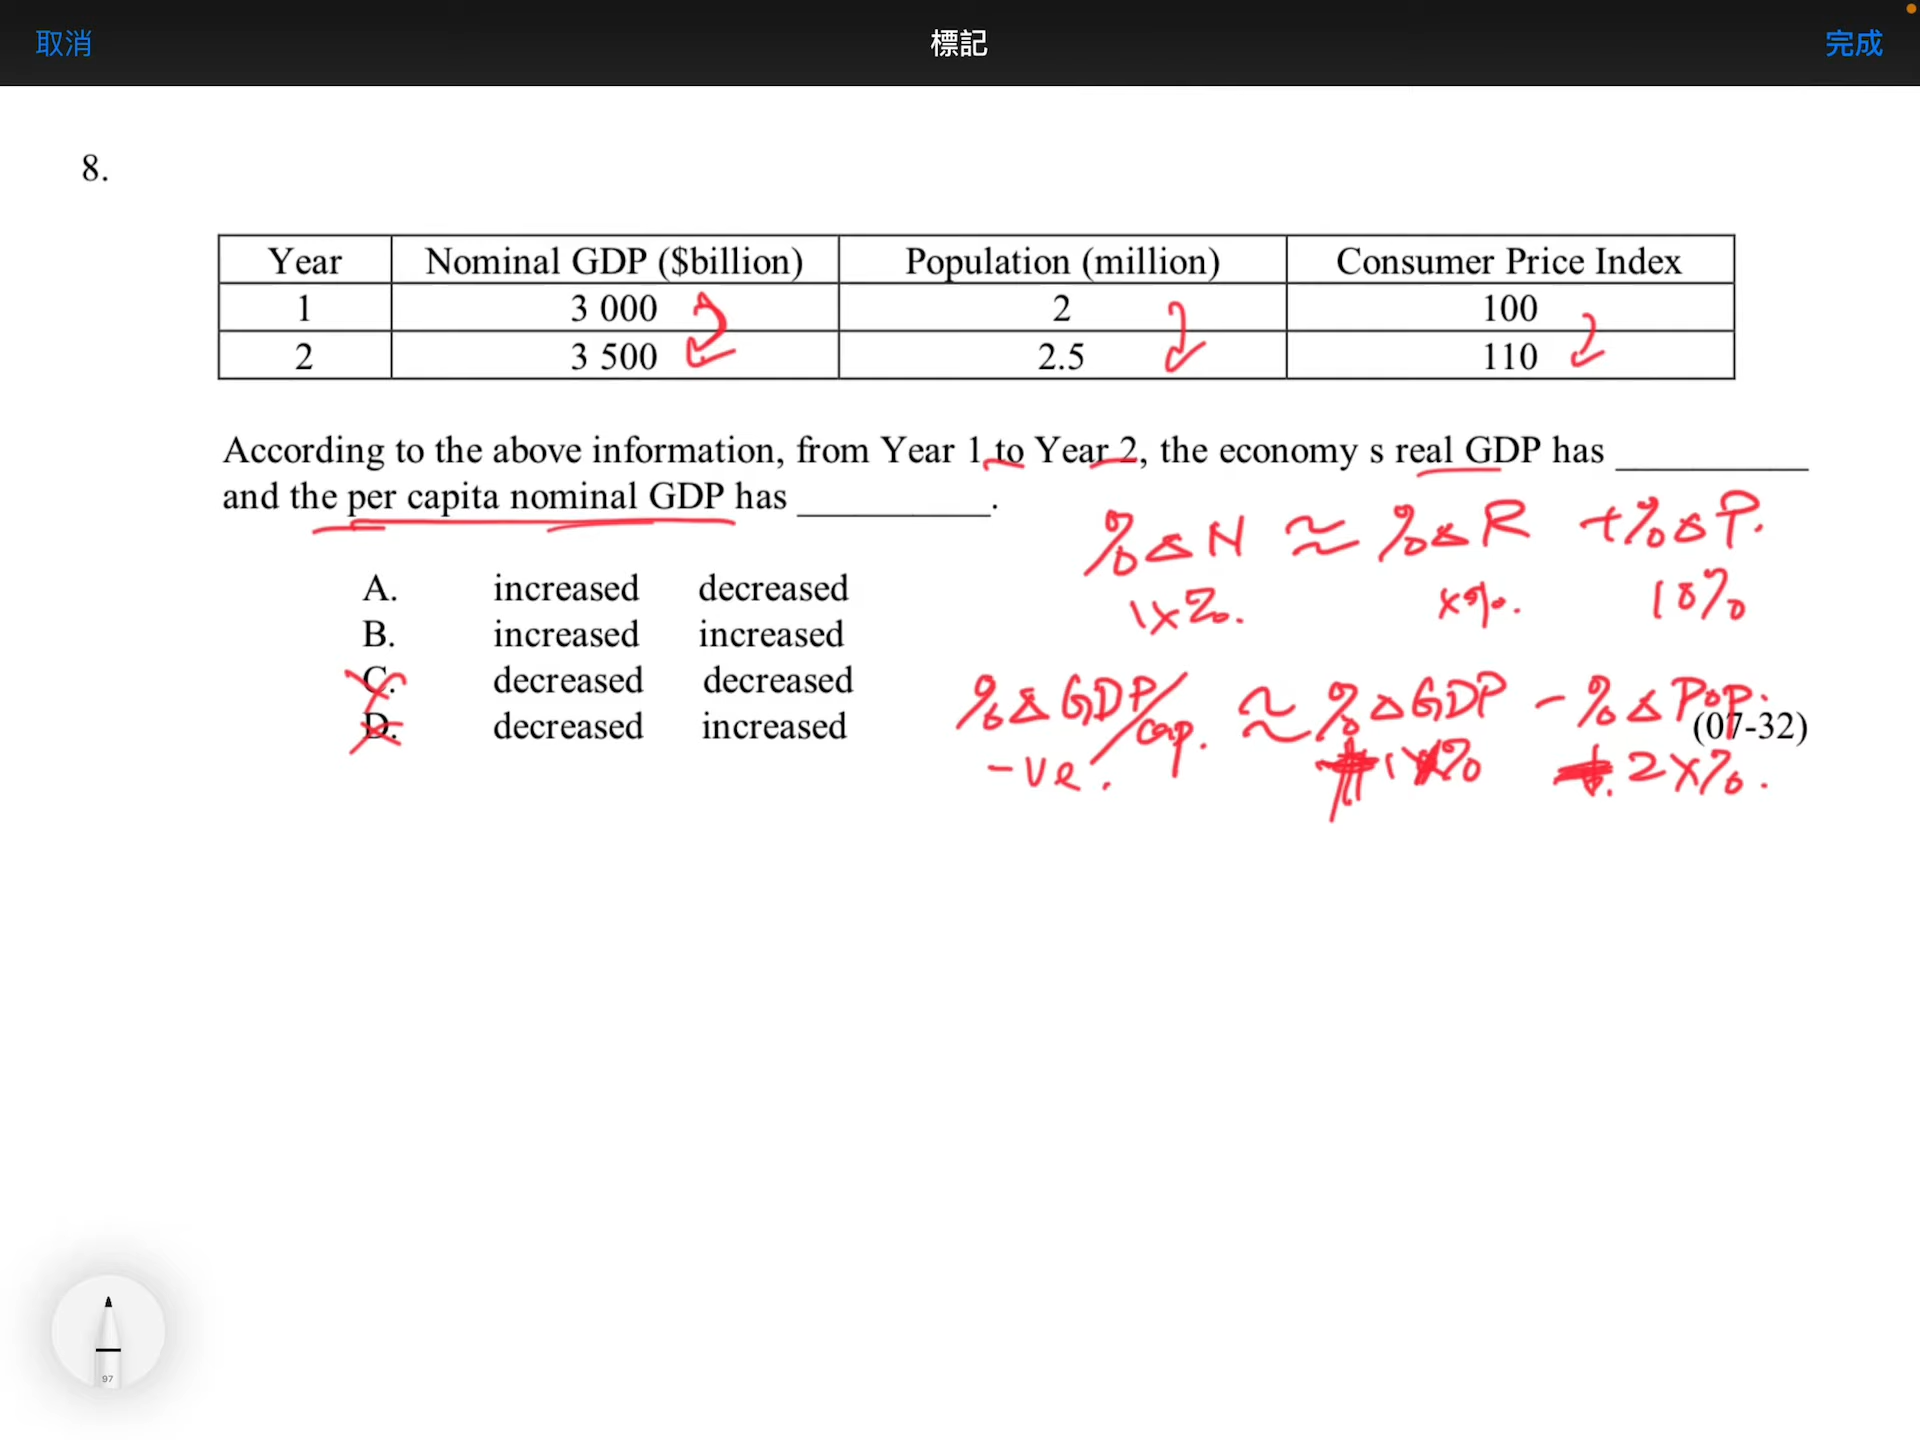 取消 標記 完成
8.
Year Nominal GDP ($billion) Population (million) Consumer Price Index
1 3 000 2 100
2 3 500 2.5 110
According to the above information, from Year 1 to Year 2, the economy s real GDP has __________
and the per capita nominal GDP has __________.
%ΔN ≈ %ΔR +%ΔP.
A. increased decreased
1x%. x%. 10%
B. increased increased
C. decreased decreased
%ΔGDP/cap. ≈ %ΔGDP - %ΔPop.
D. decreased increased
(07-32)
-ve. 1x% 2x%.
97